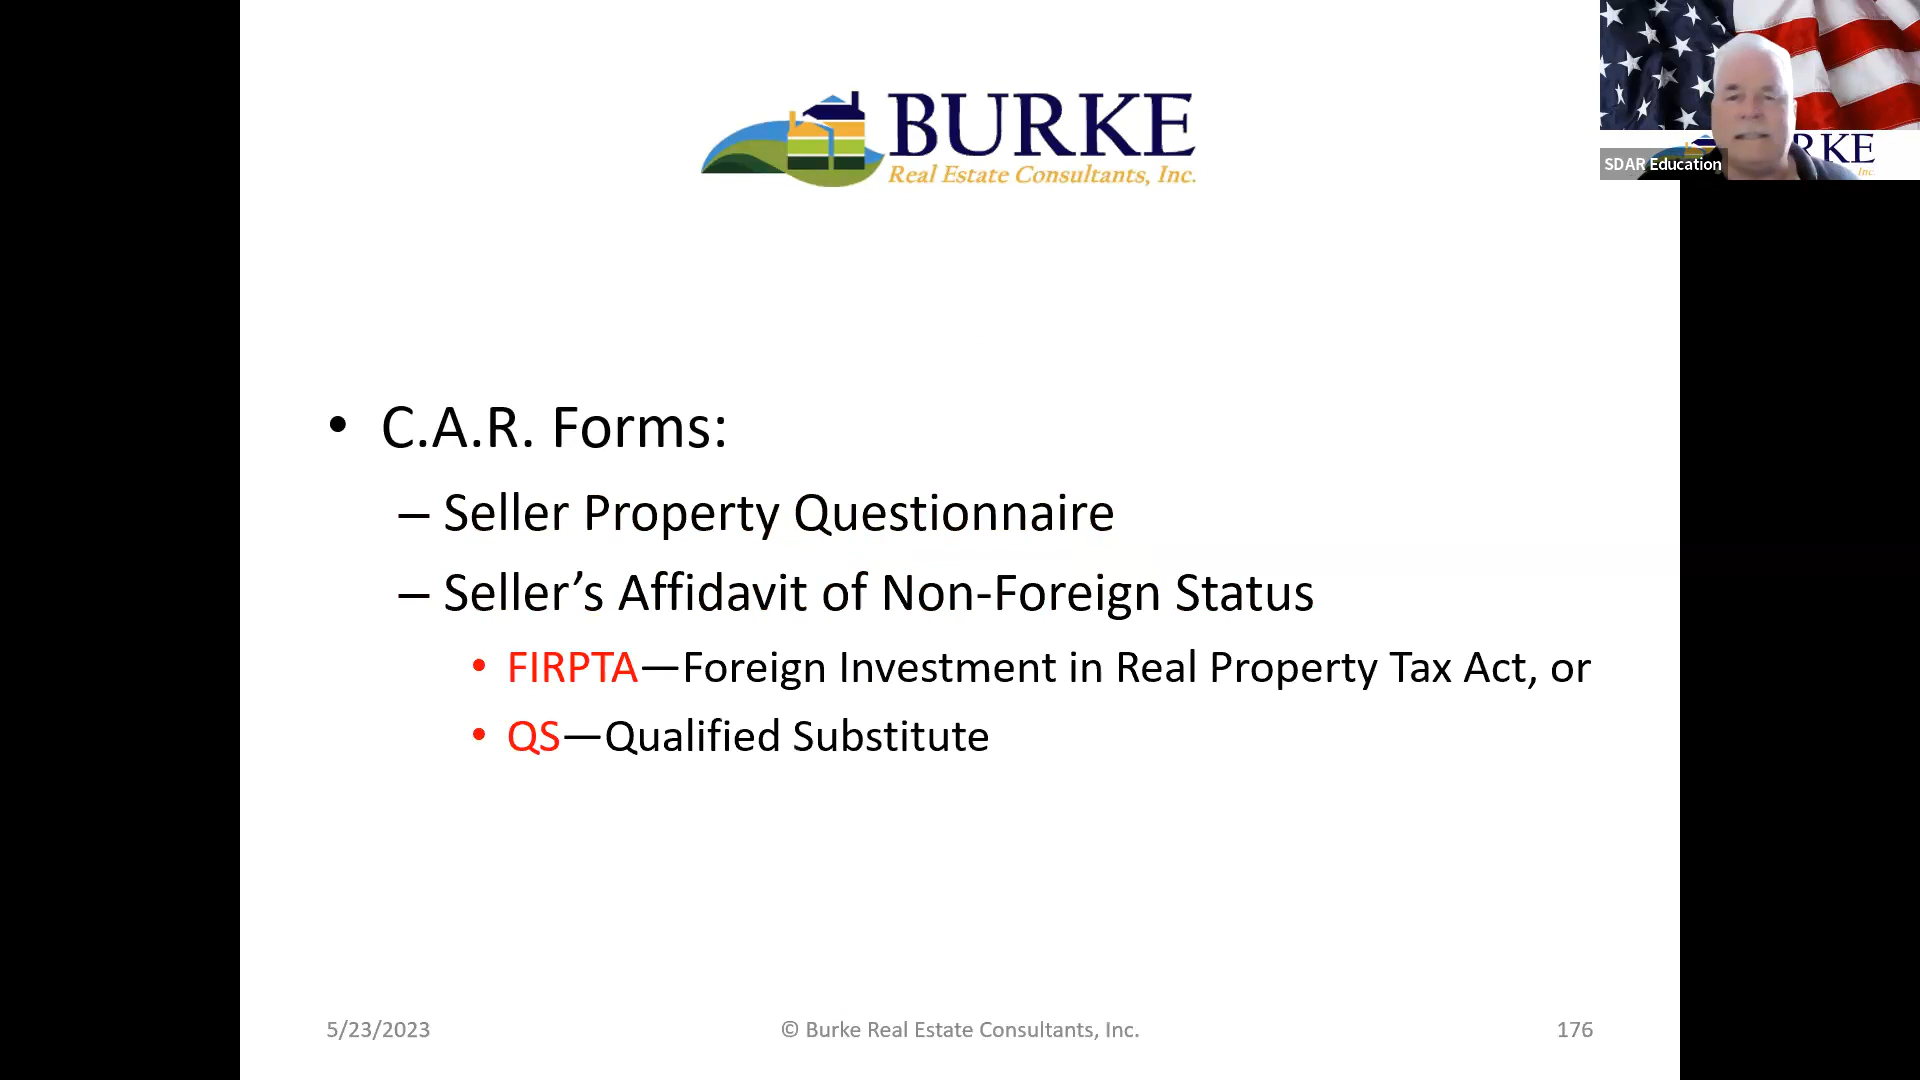 BURKE
Real Estate Consultants, Inc.
RKE
Inc.
SDAR Education
• C.A.R. Forms:
– Seller Property Questionnaire
– Seller’s Affidavit of Non-Foreign Status
• FIRPTA—Foreign Investment in Real Property Tax Act, or
• QS—Qualified Substitute
5/23/2023
© Burke Real Estate Consultants, Inc.
176